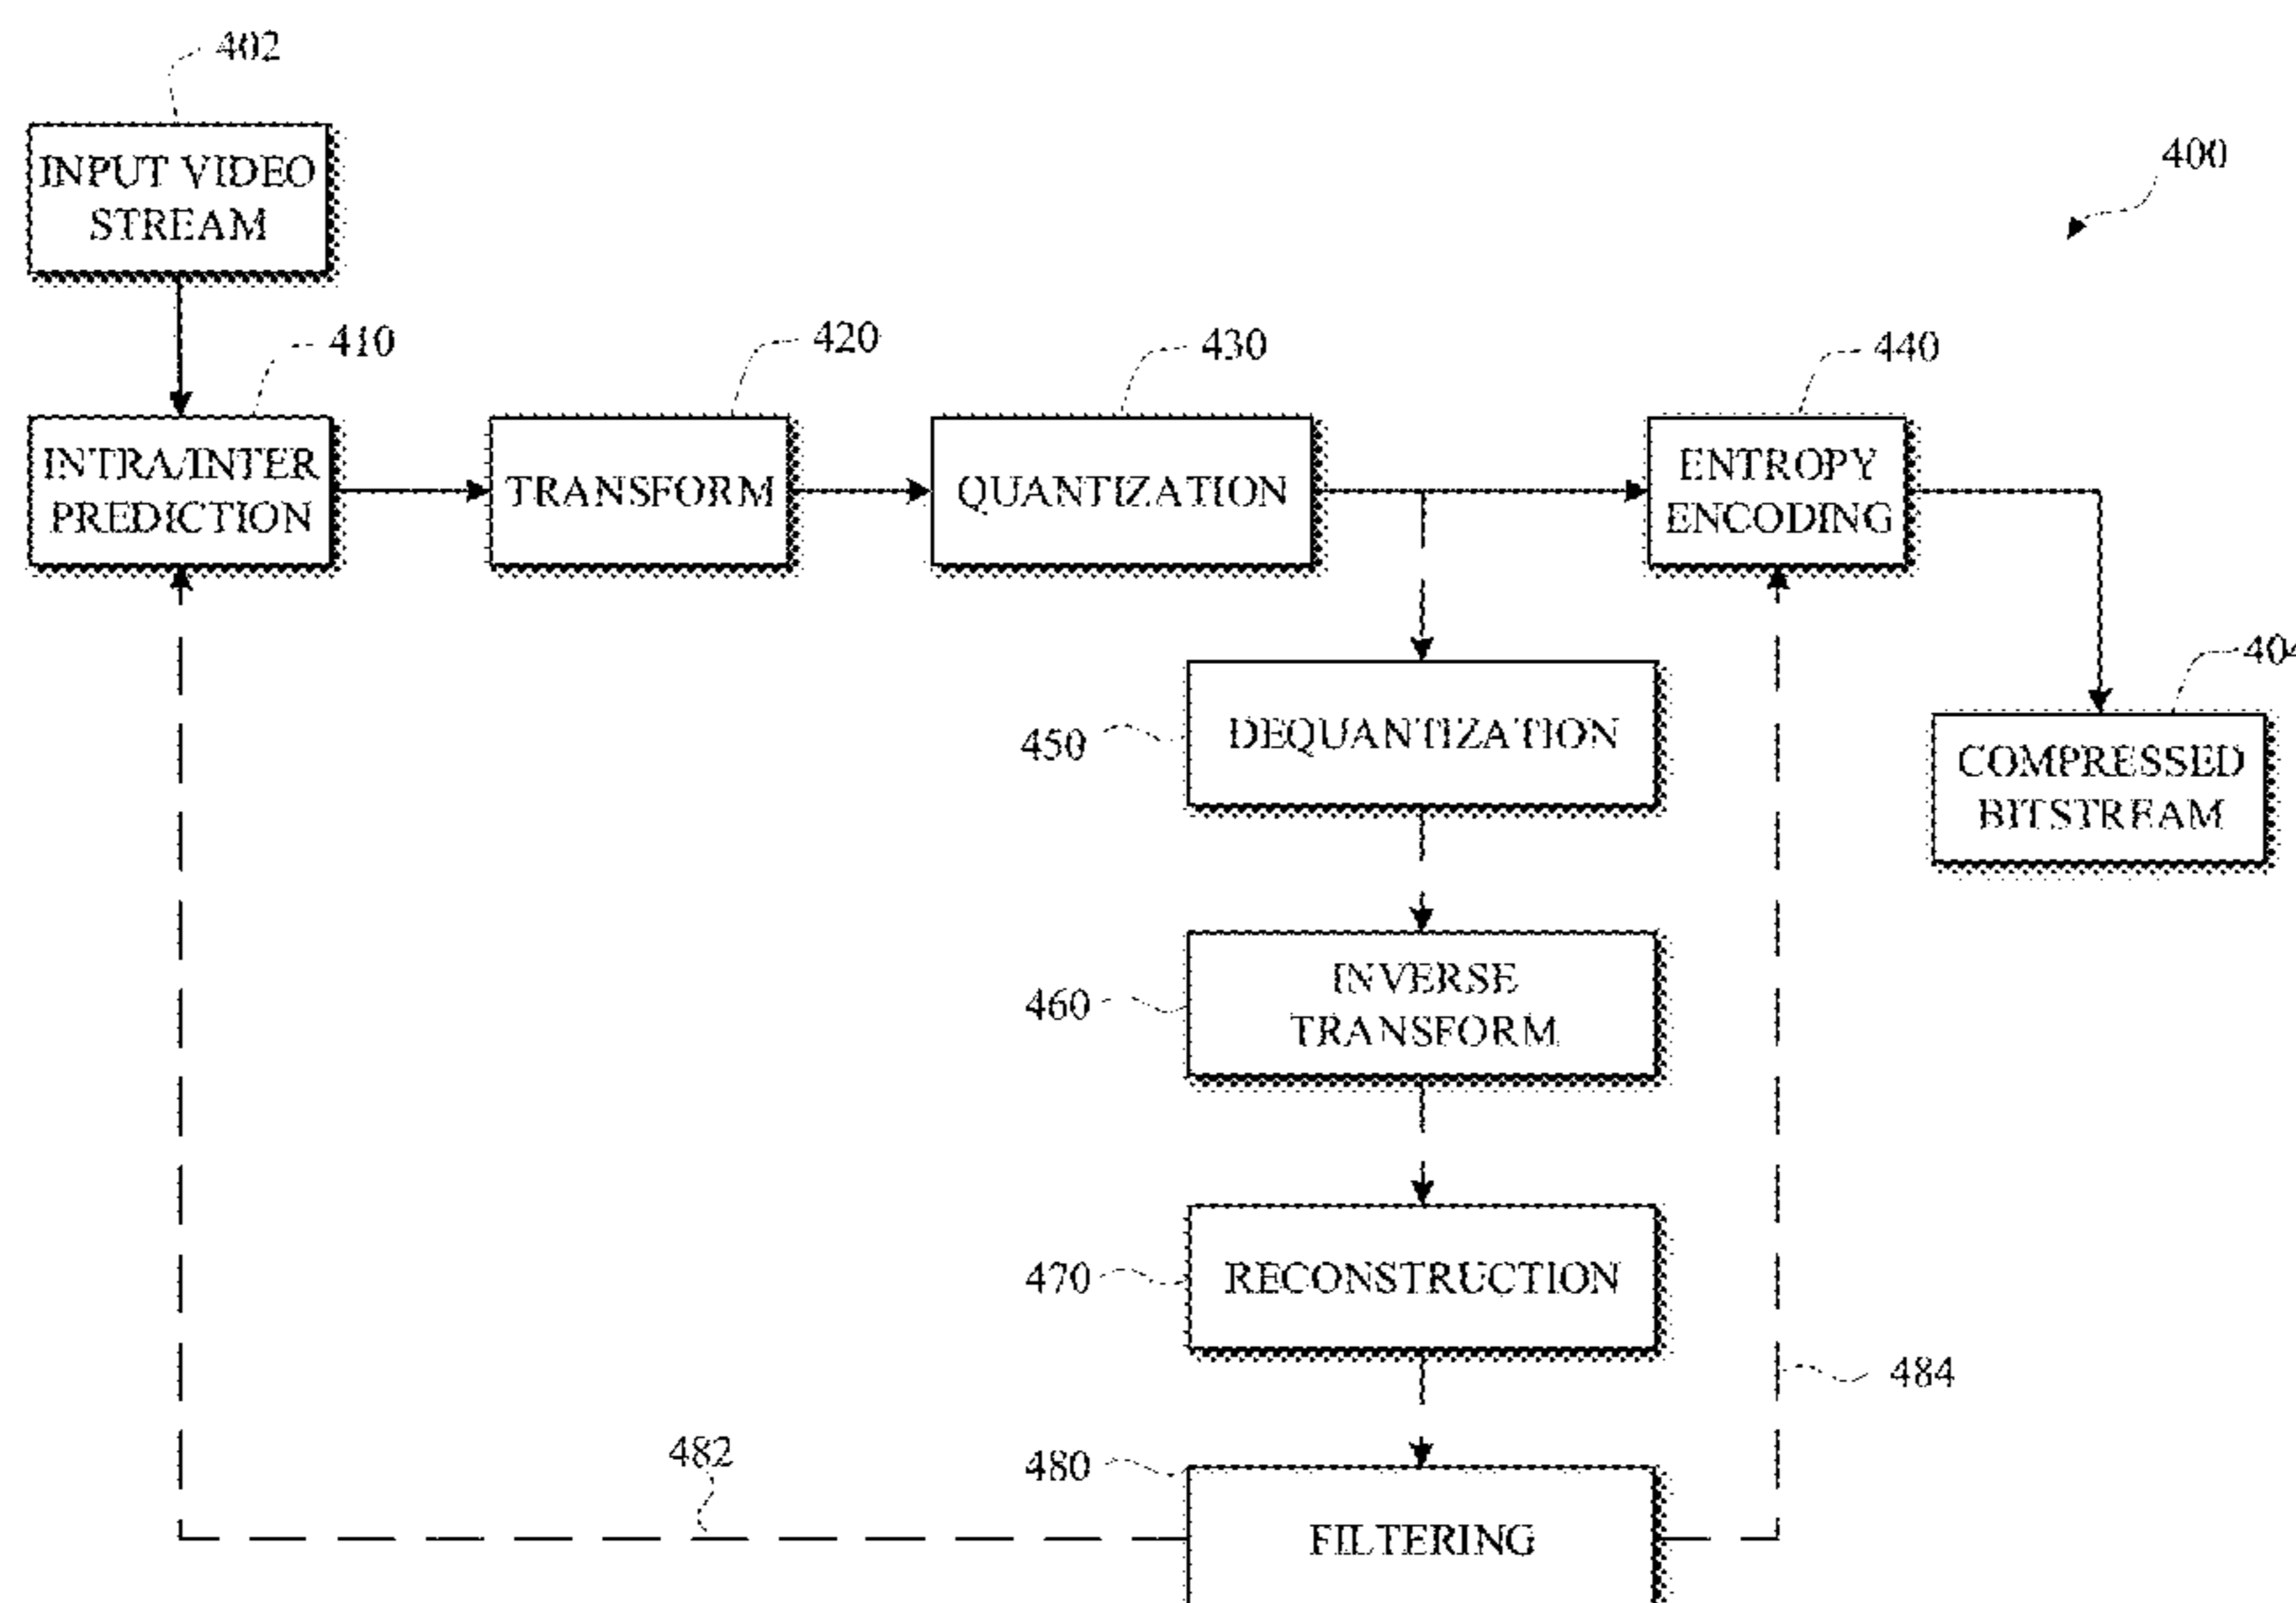 402
INPUT VIDEO
STREAM
400
410
420
430
440
INTRA/INTER
PREDICTION
TRANSFORM
QUANTIZATION
ENTROPY
ENCODING
404
450
DEQUANTIZATION
COMPRESSED
BITSTREAM
460
INVERSE
TRANSFORM
470
RECONSTRUCTION
484
482
480
FILTERING